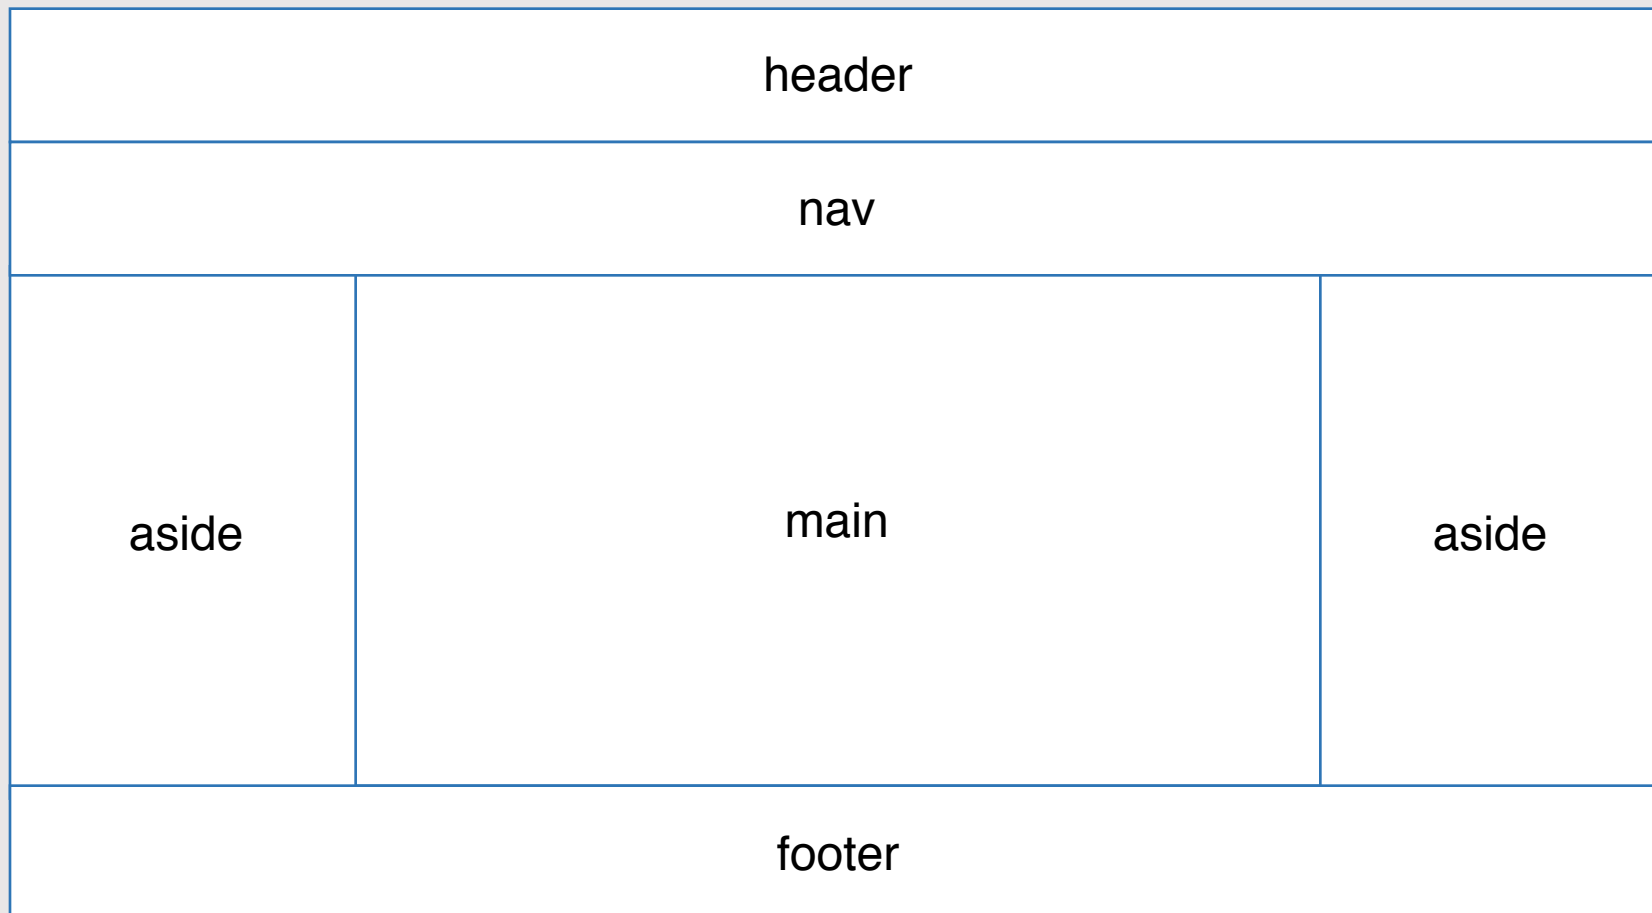 header
nav
aside
main
aside
footer